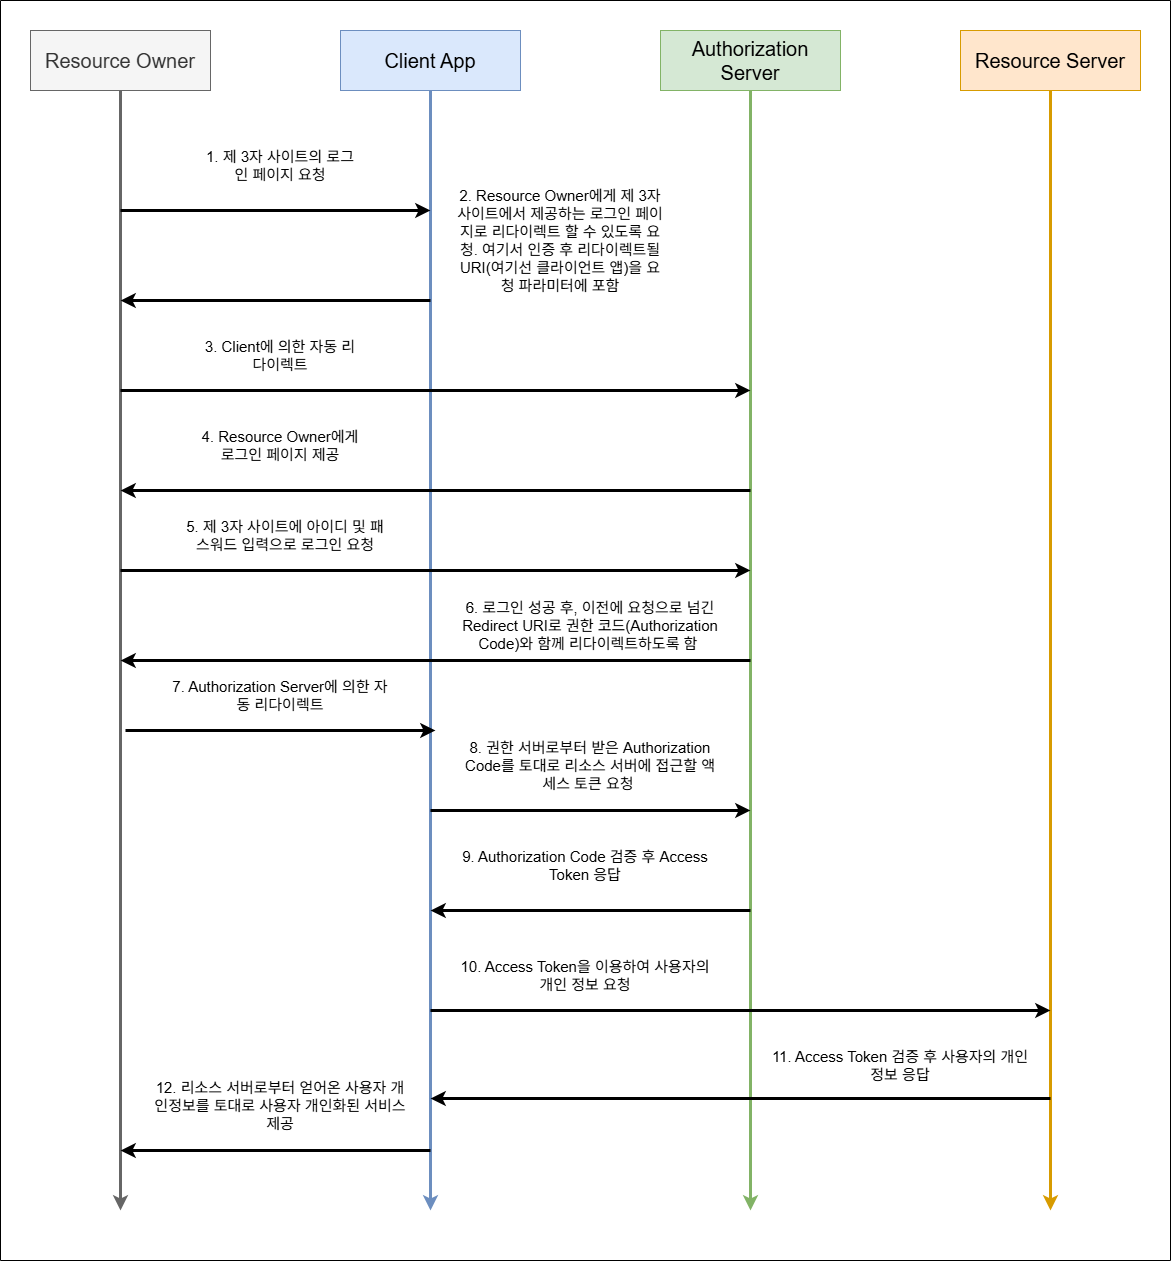 Resource Owner
Client App
Authorization
Server
Resource Server
1. 제 3자 사이트의 로그
인 페이지 요청
2. Resource Owner에게 제 3자
사이트에서 제공하는 로그인 페이
지로 리다이렉트 할 수 있도록 요
청. 여기서 인증 후 리다이렉트될
URI(여기선 클라이언트 앱)을 요
청 파라미터에 포함
3. Client에 의한 자동 리
다이렉트
4. Resource Owner에게
로그인 페이지 제공
5. 제 3자 사이트에 아이디 및 패
스워드 입력으로 로그인 요청
6. 로그인 성공 후, 이전에 요청으로 넘긴
Redirect URI로 권한 코드(Authorization
Code)와 함께 리다이렉트하도록 함
7. Authorization Server에 의한 자
동 리다이렉트
8. 권한 서버로부터 받은 Authorization
Code를 토대로 리소스 서버에 접근할 액
세스 토큰 요청
9. Authorization Code 검증 후 Access
Token 응답
10. Access Token을 이용하여 사용자의
개인 정보 요청
11. Access Token 검증 후 사용자의 개인
정보 응답
12. 리소스 서버로부터 얻어온 사용자 개
인정보를 토대로 사용자 개인화된 서비스
제공